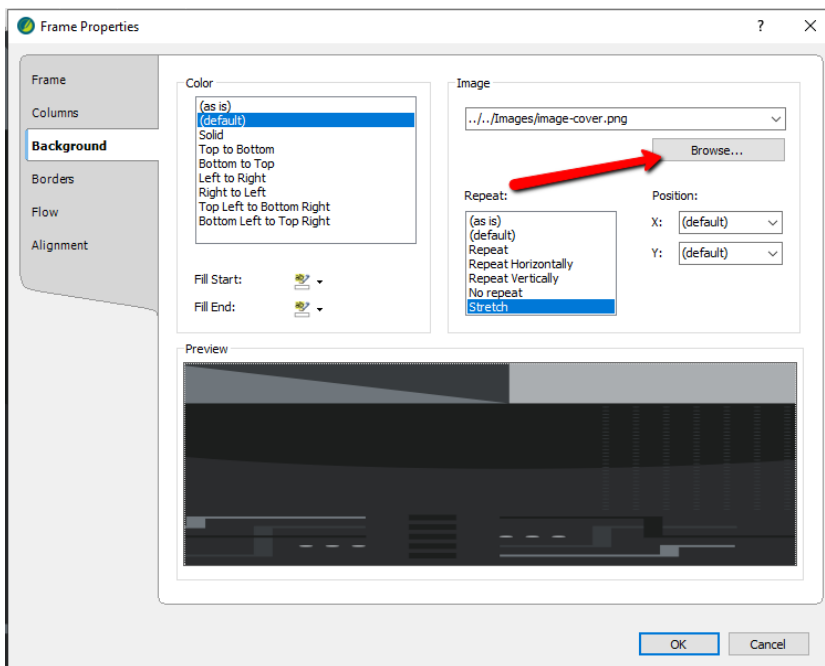 Frame Properties
?
Frame
Columns
Background
Borders
Flow
Alignment
Color
(as is)
(default)
Solid
Top to Bottom
Bottom to Top
Left to Right
Right to Left
Top Left to Bottom Right
Bottom Left to Top Right
Fill Start:
Fill End:
Image
../../Images/image-cover.png
Browse...
Repeat:
(as is)
(default)
Repeat
Repeat Horizontally
Repeat Vertically
No repeat
Stretch
Position:
X: (default)
Y: (default)
Preview
OK
Cancel